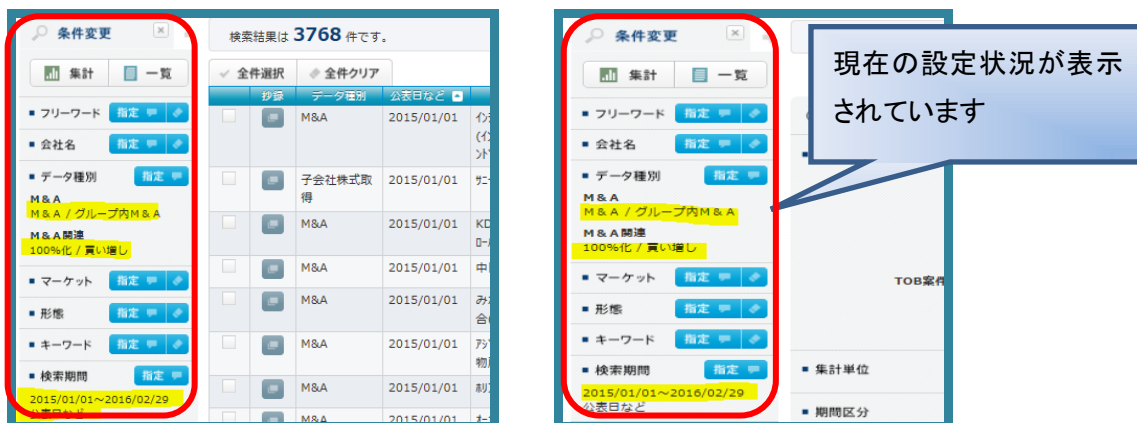 条件変更
集計 一覧
フリーワード 指定
会社名 指定
データ種別 指定
M&A
M&A / グループ内M&A
M&A関連
100%化 / 買い増し
マーケット 指定
形態 指定
キーワード 指定
検索期間 指定
2015/01/01~2016/02/29
公表日など
検索結果は 3768 件です。
全件選択 全件クリア
抄録 データ種別 公表日など
M&A 2015/01/01
子会社株式取得 2015/01/01
M&A 2015/01/01 KD
M&A 2015/01/01
M&A 2015/01/01
M&A 2015/01/01
M&A 2015/01/01
M&A 2015/01/01
条件変更
集計 一覧
フリーワード 指定
会社名 指定
データ種別 指定
M&A
M&A / グループ内M&A
M&A関連
100%化 / 買い増し
マーケット 指定
形態 指定
キーワード 指定
検索期間 指定
2015/01/01~2016/02/29
公表日など
TOB案件
集計単位
期間区分
現在の設定状況が表示
されています